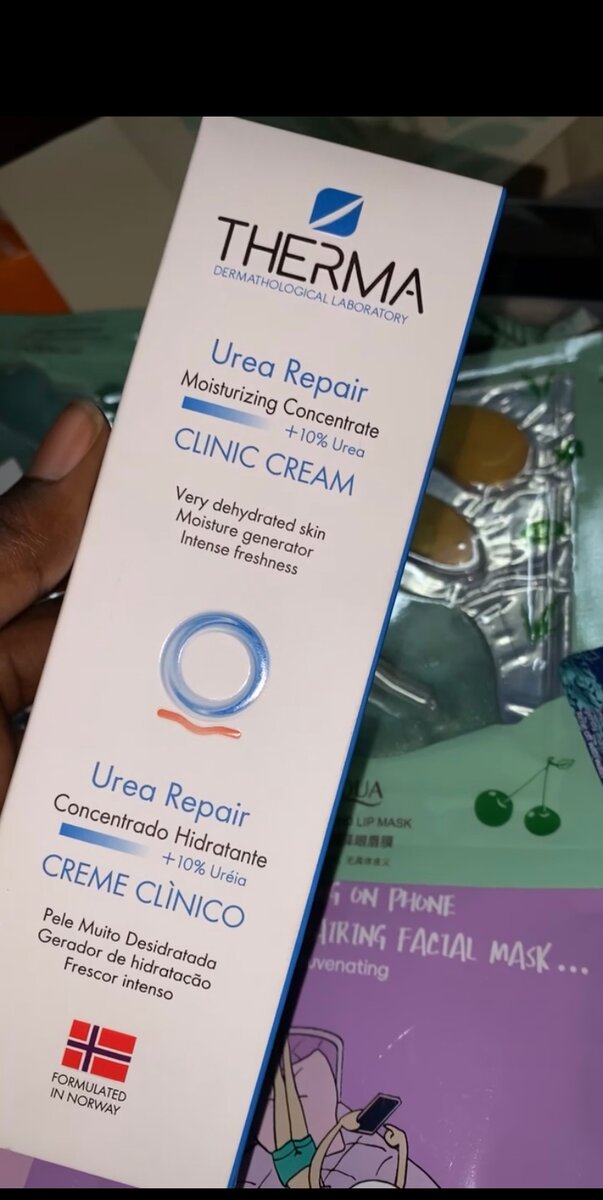 THERMA
DERMATHOLOGICAL LABORATORY
Urea Repair
Moisturizing Concentrate
+10% Urea
CLINIC CREAM
Very dehydrated skin
Moisture generator
Intense freshness
Urea Repair
Concentrado Hidratante
+10% Uréia
CREME CLÌNICO
Pele Muito Desidratada
Gerador de hidratacão
Frescor intenso
FORMULATED
IN NORWAY
LIP MASK
ON PHONE
FACIAL MASK...